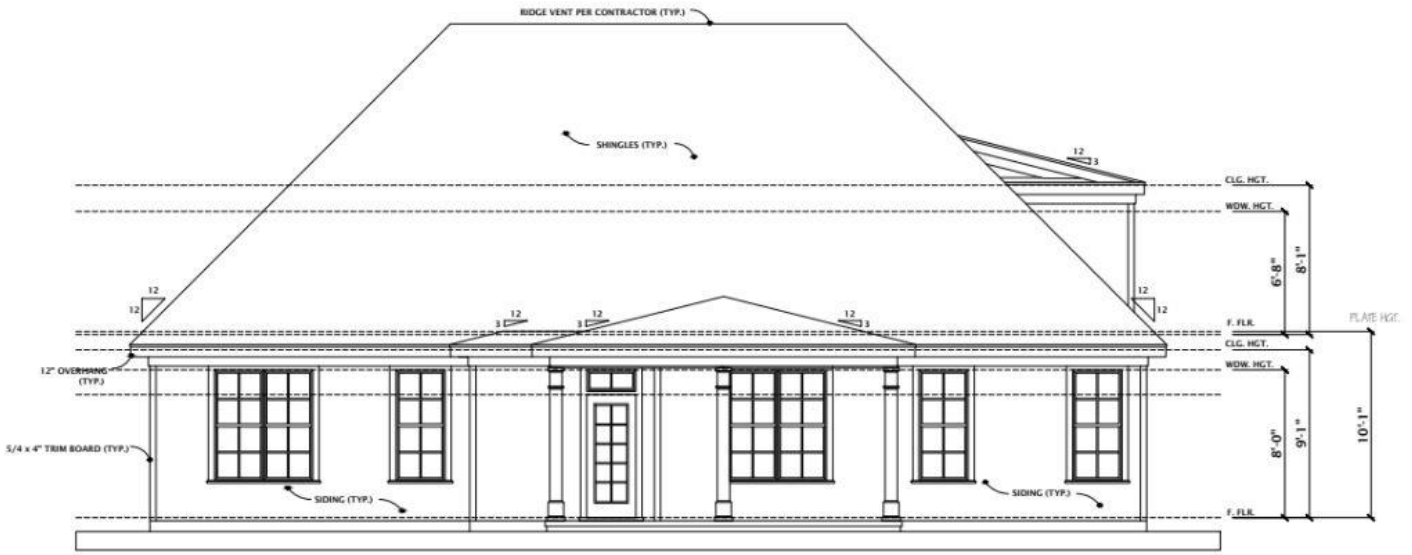 RIDGE VENT PER CONTRACTOR (TYP.)
SHINGLES (TYP.)
12
3
CLG. HGT.
WDW. HGT.
6'-8"
8'-1"
12
12
12
3
12
3
12
3
12
12
F. FLR.
PLATE HGT.
CLG. HGT.
12" OVERHANG
(TYP.)
WDW. HGT.
5/4 x 4" TRIM BOARD (TYP.)
8'-0"
9'-1"
10'-1"
SIDING (TYP.)
SIDING (TYP.)
F. FLR.